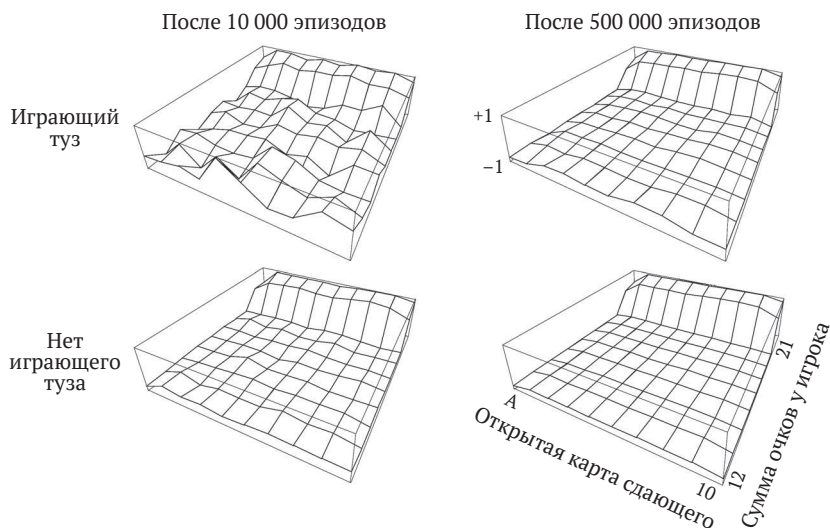 После 10 000 эпизодов
После 500 000 эпизодов
Играющий
туз
+1
−1
Нет
играющего
туза
A
Открытая карта сдающего
10
12
21
Сумма очков у игрока